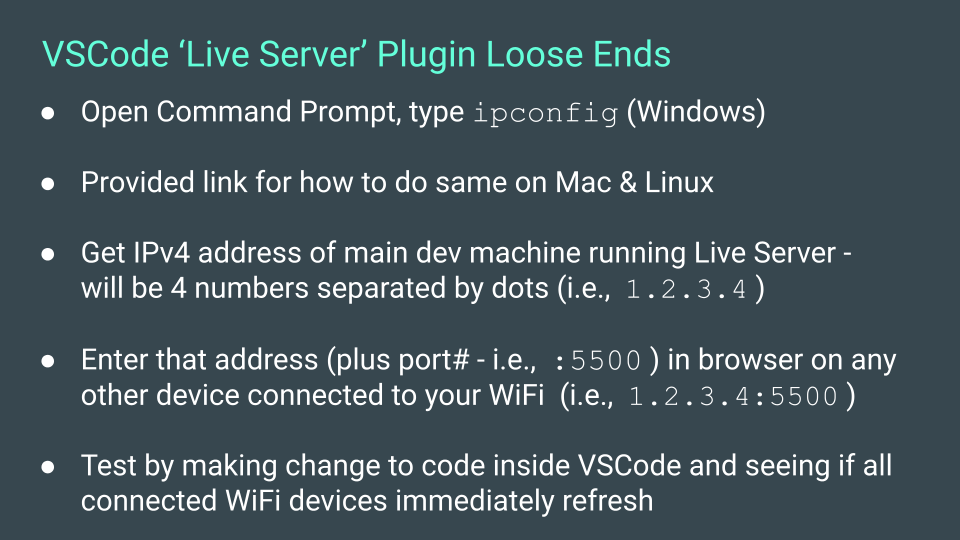 VSCode ‘Live Server’ Plugin Loose Ends
● Open Command Prompt, type ipconfig (Windows)
● Provided link for how to do same on Mac & Linux
● Get IPv4 address of main dev machine running Live Server -
will be 4 numbers separated by dots (i.e., 1.2.3.4 )
● Enter that address (plus port# - i.e., :5500 ) in browser on any
other device connected to your WiFi (i.e., 1.2.3.4:5500 )
● Test by making change to code inside VSCode and seeing if all
connected WiFi devices immediately refresh